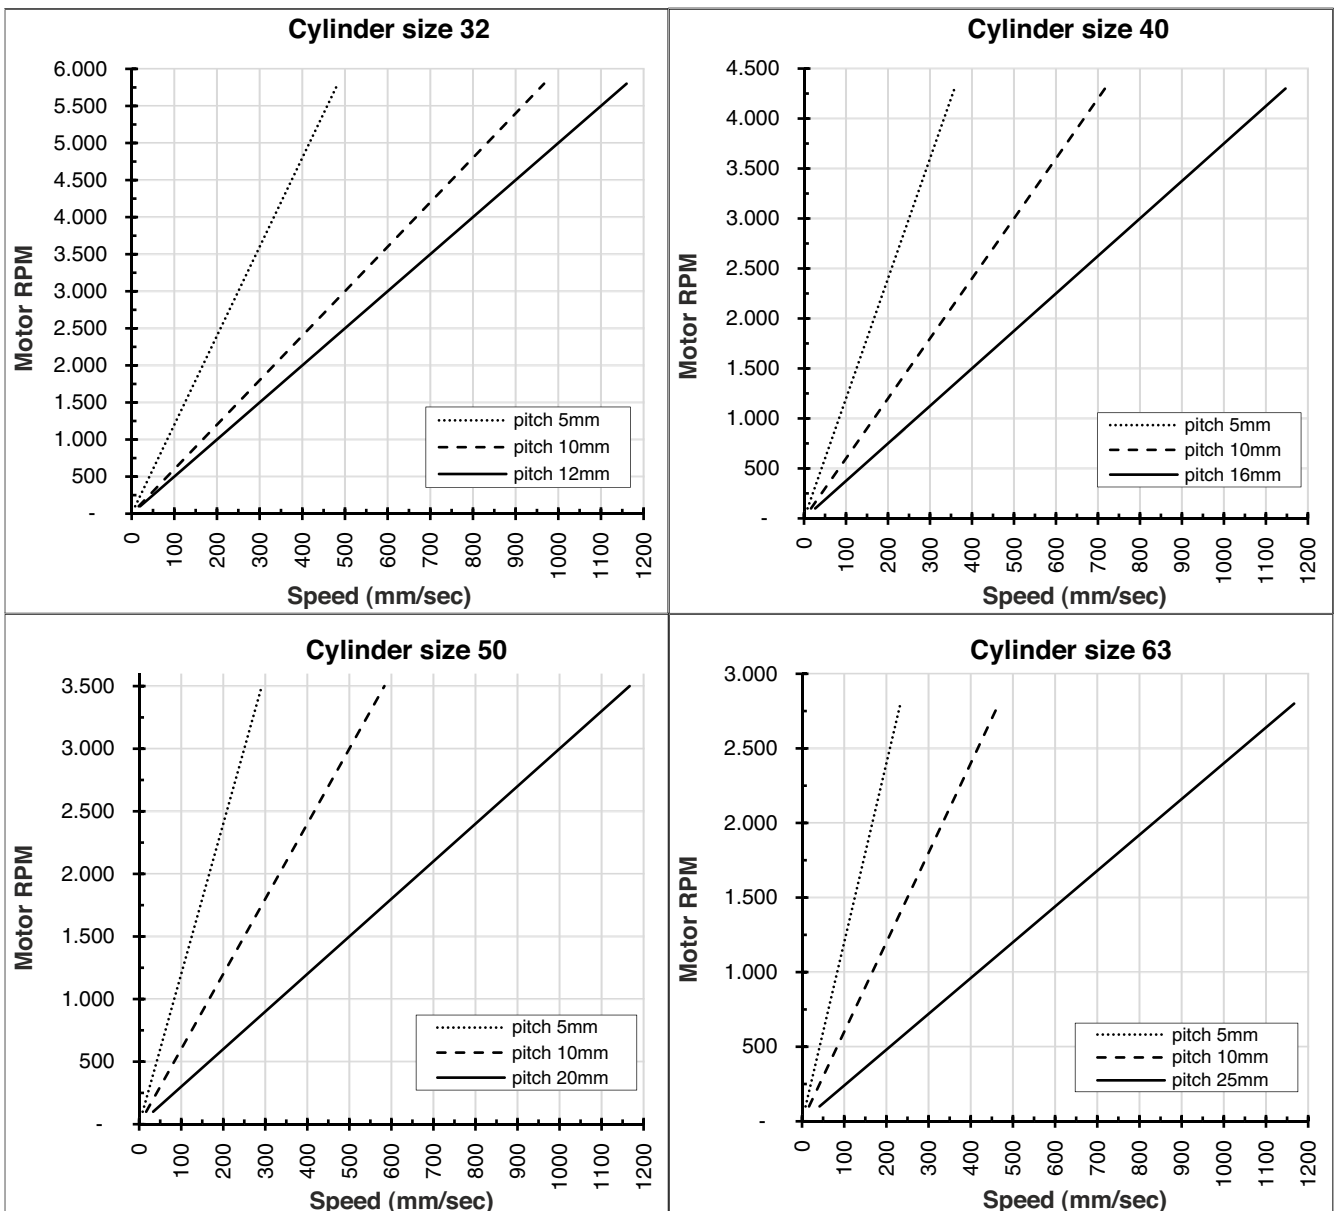 Cylinder size 32
6.000
5.500
5.000
4.500
4.000
3.500
3.000
2.500
2.000
1.500
1.000
500
-
Motor RPM
pitch 5mm
pitch 10mm
pitch 12mm
0 100 200 300 400 500 600 700 800 900 1000 1100 1200
Speed (mm/sec)
Cylinder size 40
4.500
4.000
3.500
3.000
2.500
2.000
1.500
1.000
500
-
Motor RPM
pitch 5mm
pitch 10mm
pitch 16mm
0 100 200 300 400 500 600 700 800 900 1000 1100 1200
Speed (mm/sec)
Cylinder size 50
3.500
3.000
2.500
2.000
1.500
1.000
500
-
Motor RPM
pitch 5mm
pitch 10mm
pitch 20mm
0 100 200 300 400 500 600 700 800 900 1000 1100 1200
Speed (mm/sec)
Cylinder size 63
3.000
2.500
2.000
1.500
1.000
500
-
Motor RPM
pitch 5mm
pitch 10mm
pitch 25mm
0 100 200 300 400 500 600 700 800 900 1000 1100 1200
Speed (mm/sec)